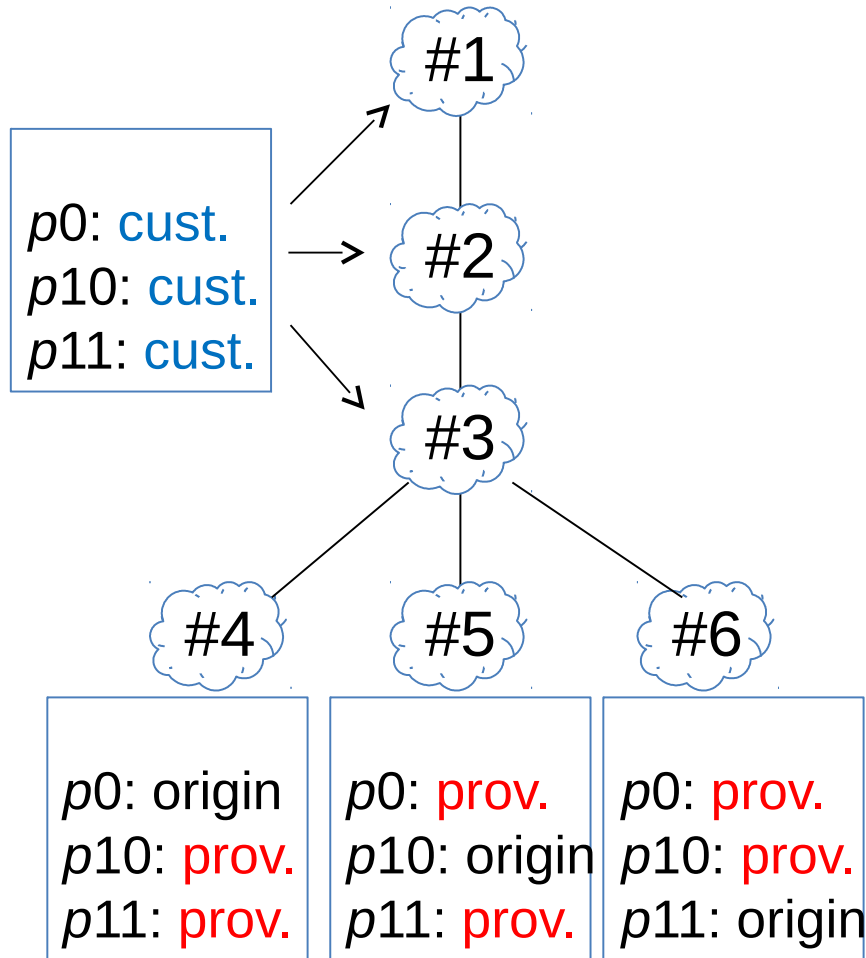 #1
p0: cust.
p10: cust.
p11: cust.
#2
#3
#4
#5
#6
p0: origin
p10: prov.
p11: prov.
p0: prov.
p10: origin
p11: prov.
p0: prov.
p10: prov.
p11: origin